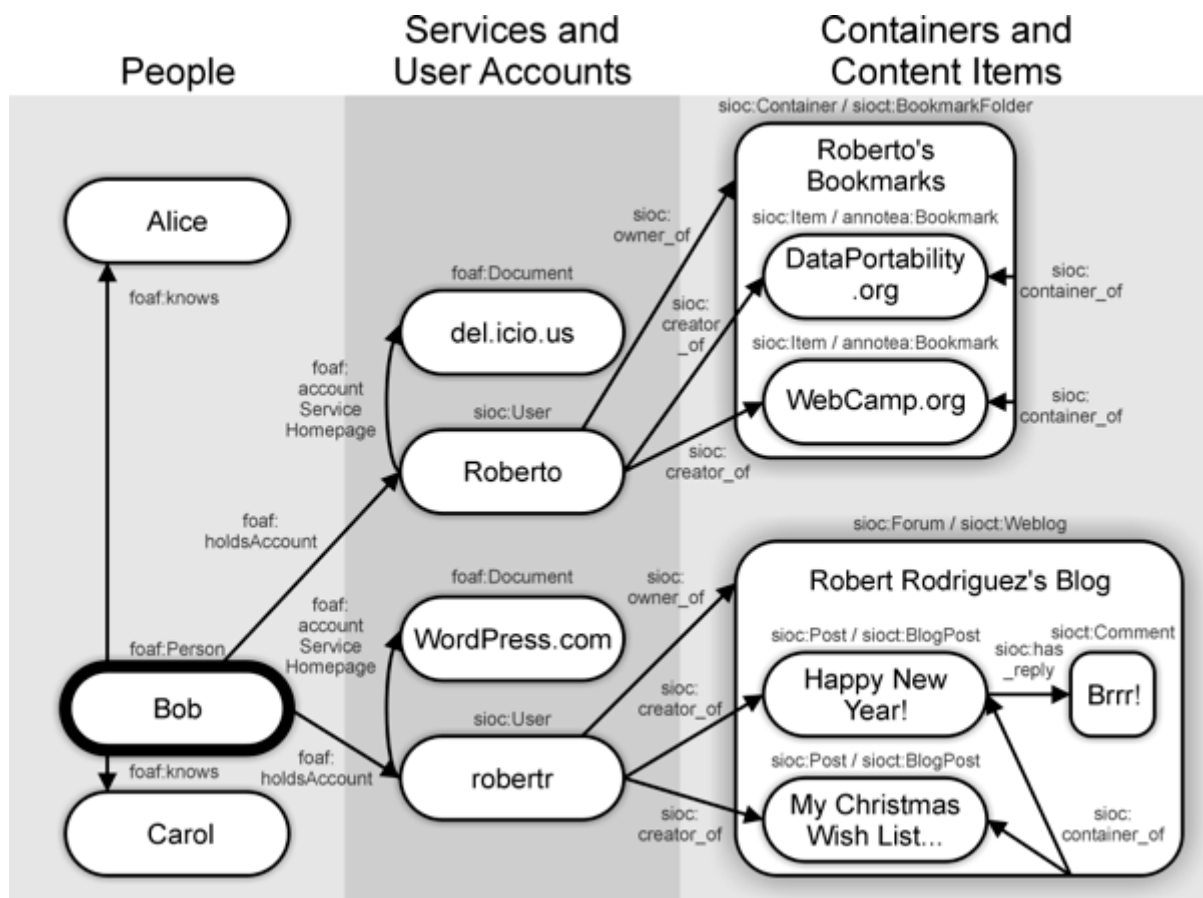 People
Services and
User Accounts
Containers and
Content Items
Alice
foaf:knows
foaf:Person
Bob
foaf:knows
Carol
foaf:
holdsAccount
foaf:
holdsAccount
foaf:Document
del.icio.us
foaf:
account
Service
Homepage
sioc:User
Roberto
foaf:Document
WordPress.com
foaf:
account
Service
Homepage
sioc:User
robertr
sioc:
owner_of
sioc:
creator
_of
sioc:
creator_of
sioc:
owner_of
sioc:
creator_of
sioc:
creator_of
sioc:Container / sioct:BookmarkFolder
Roberto's
Bookmarks
sioc:Item / annotea:Bookmark
DataPortability
.org
sioc:
container_of
sioc:Item / annotea:Bookmark
WebCamp.org
sioc:
container_of
sioc:Forum / sioct:Weblog
Robert Rodriguez's Blog
sioc:Post / sioct:BlogPost
Happy New
Year!
sioc:has
_reply
sioct:Comment
Brrr!
sioc:Post / sioct:BlogPost
My Christmas
Wish List...
sioc:
container_of